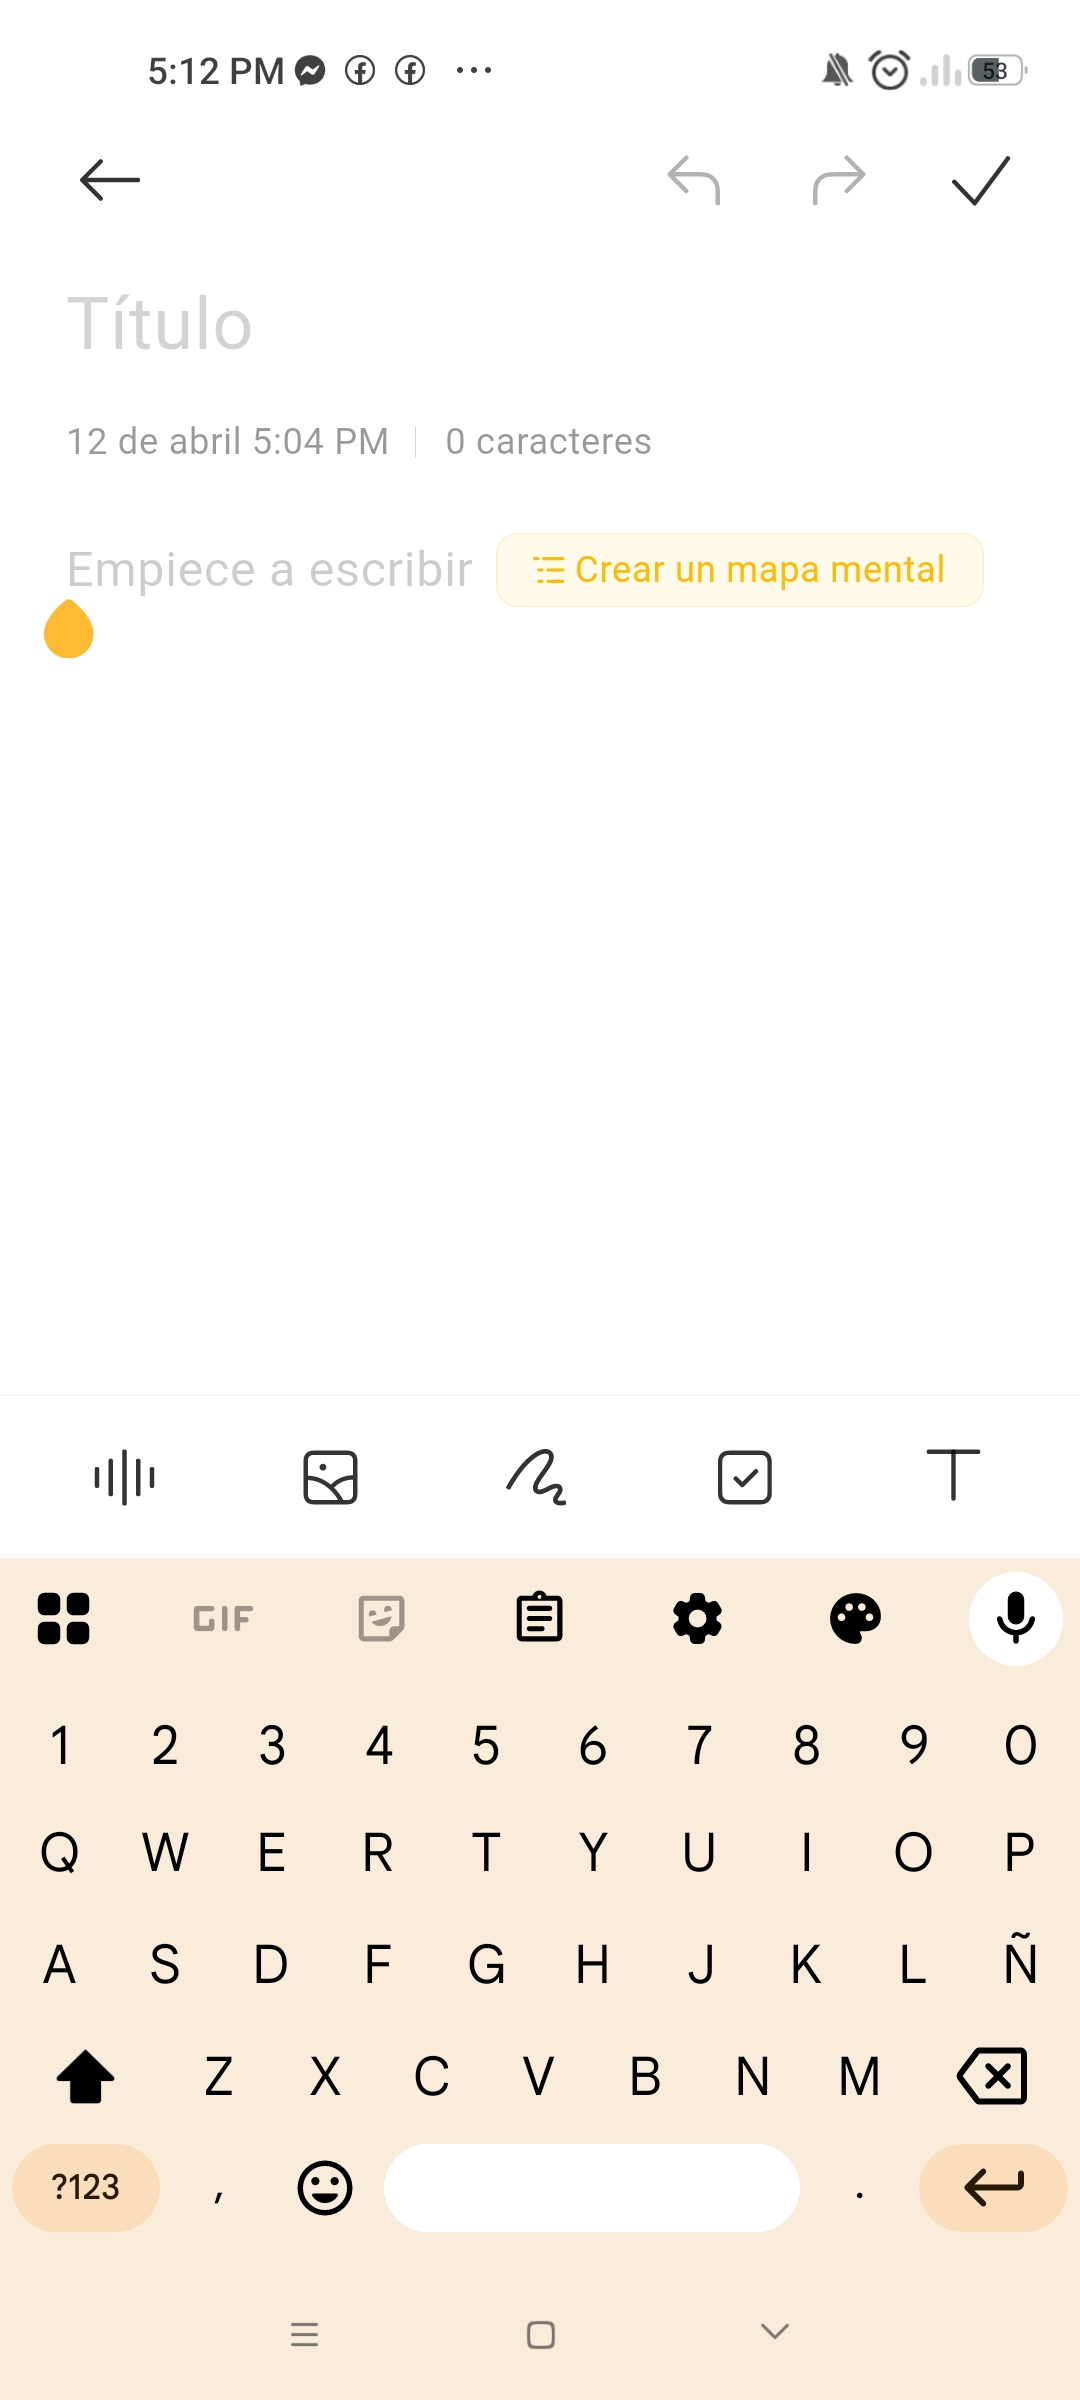 5:12 PM
53
Título
12 de abril 5:04 PM | 0 caracteres
Empiece a escribir Crear un mapa mental
GIF
1 2 3 4 5 6 7 8 9 0
Q W E R T Y U I O P
A S D F G H J K L Ñ
Z X C V B N M
?123 , .